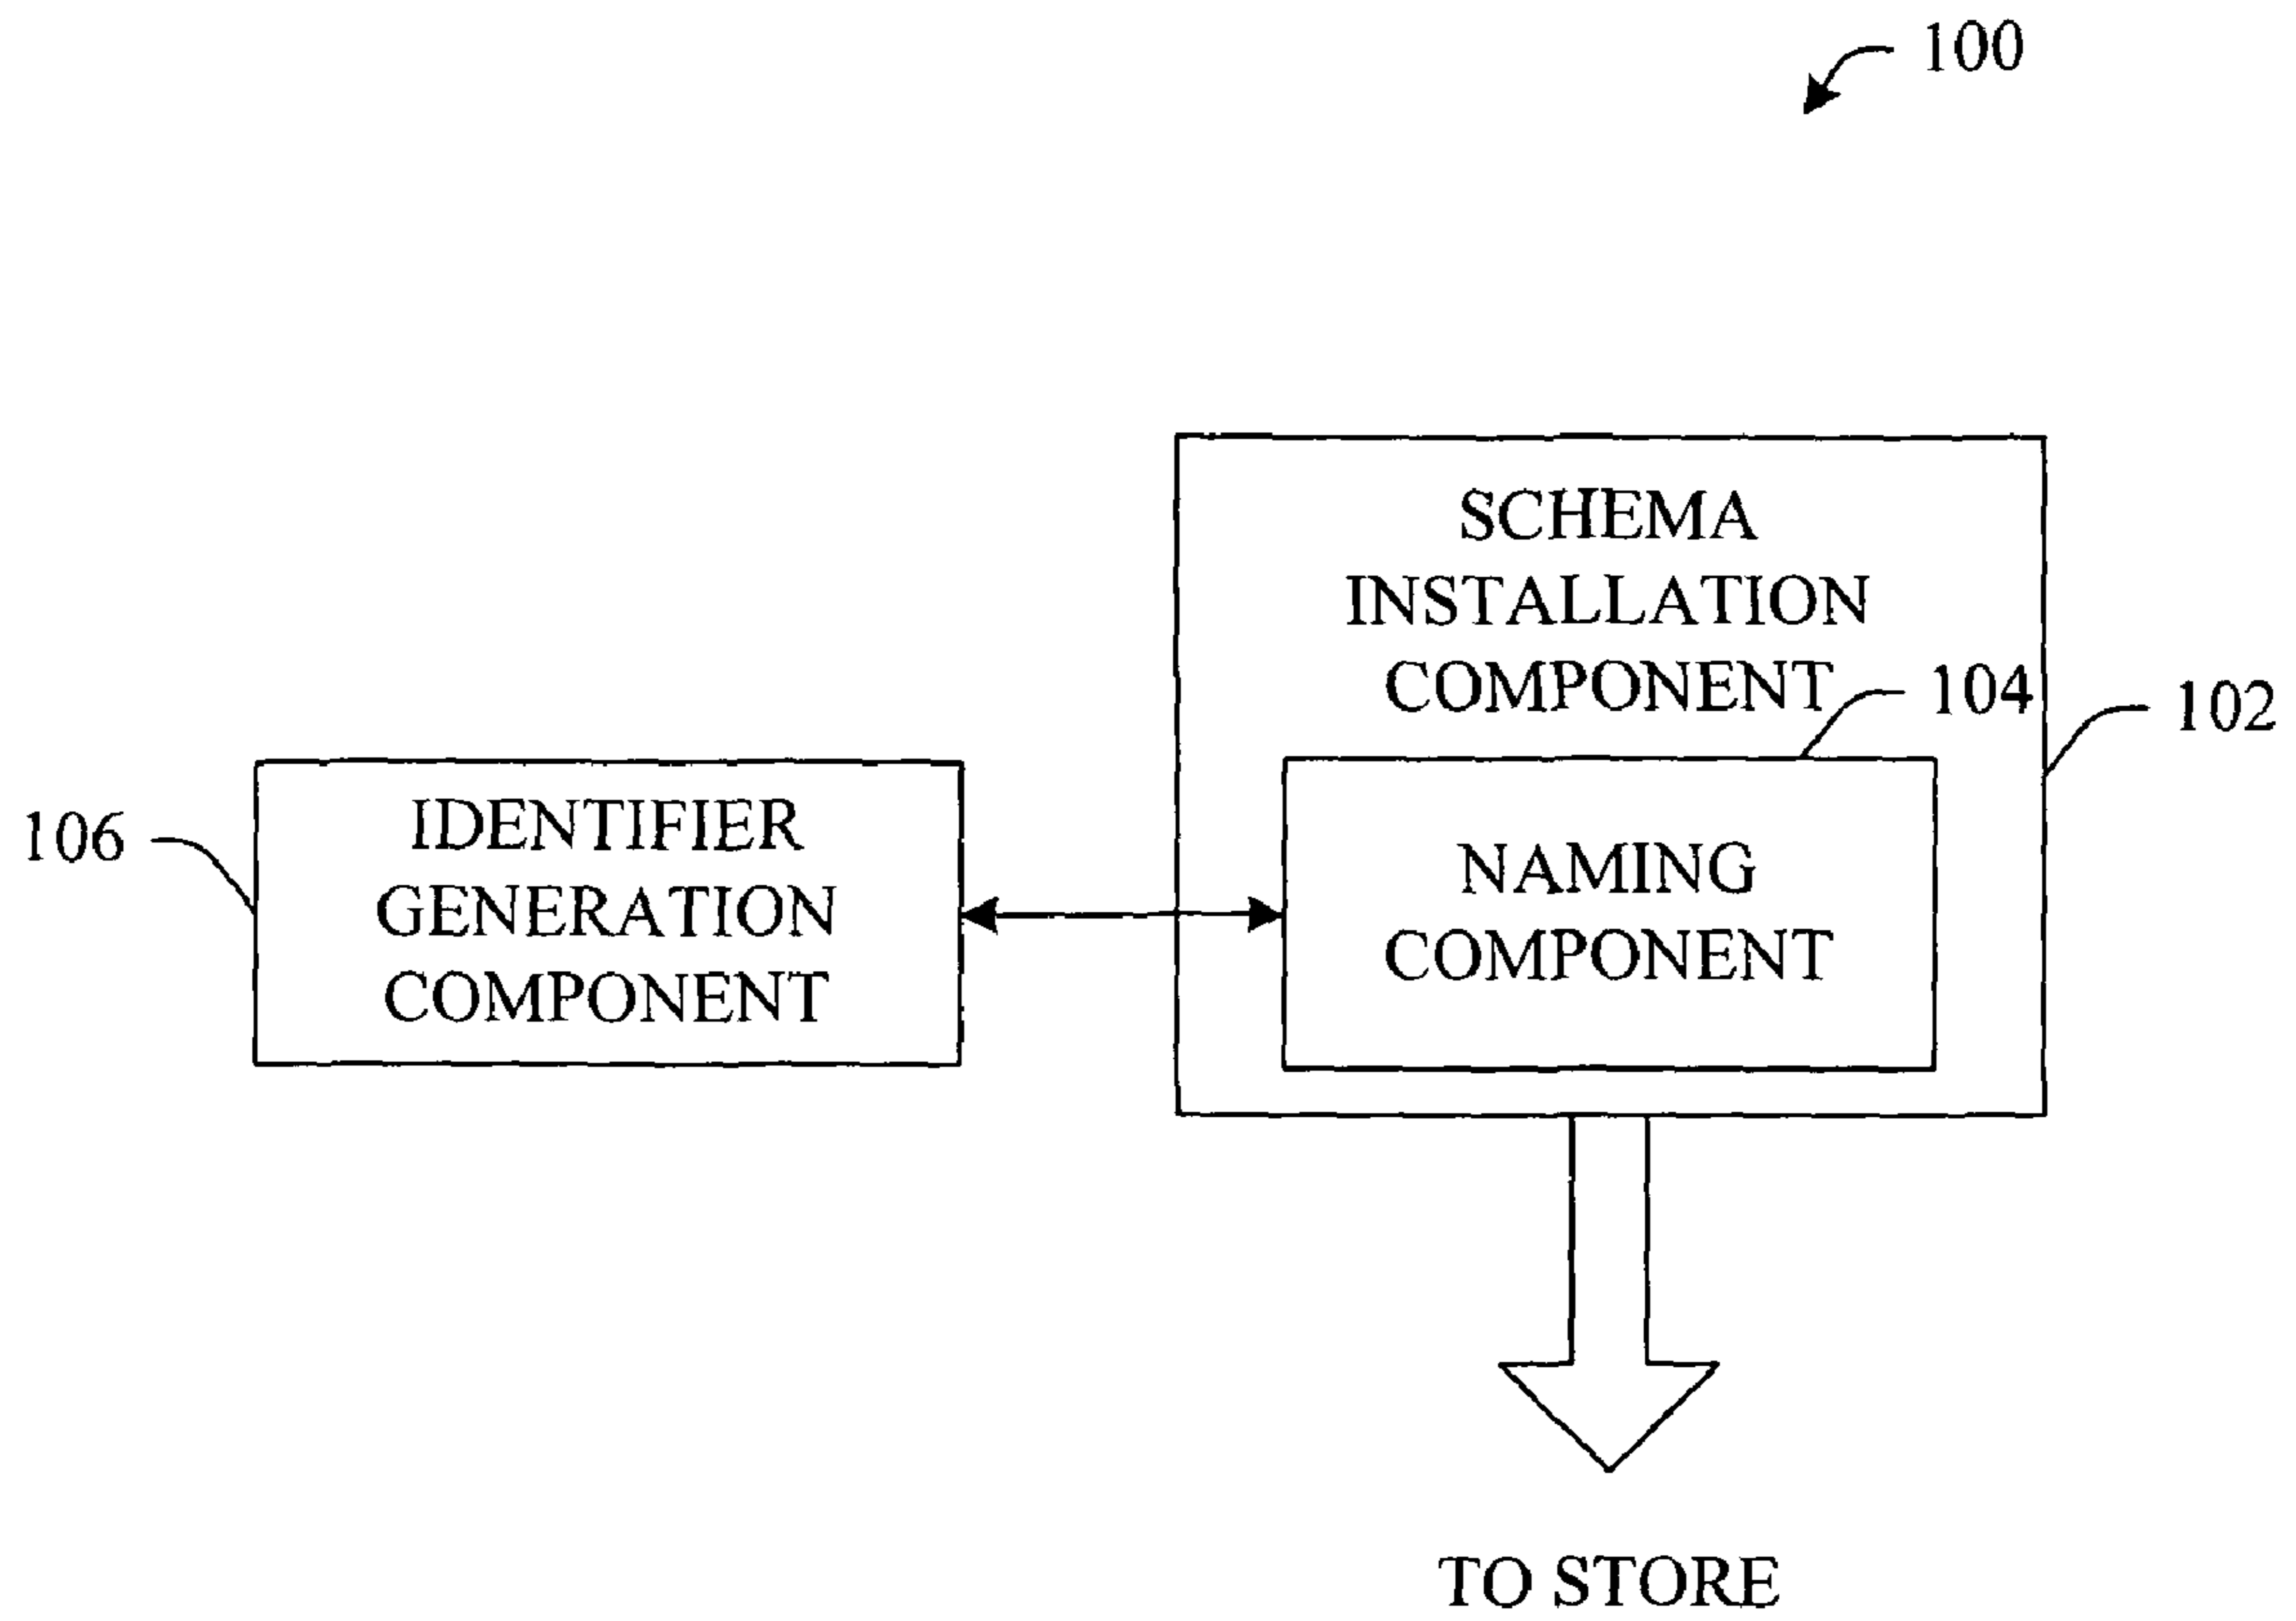 100
SCHEMA
INSTALLATION
COMPONENT
104
102
106
IDENTIFIER
GENERATION
COMPONENT
NAMING
COMPONENT
TO STORE